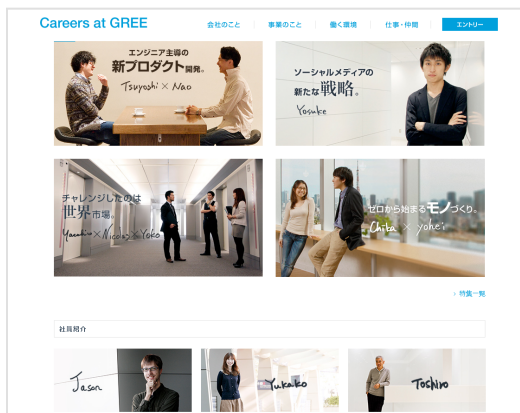 Careers at GREE
会社のこと 事業のこと 働く環境 仕事・仲間 エントリー
エンジニア主導の
新プロダクト開発。
Tsuyoshi × Nao
ソーシャルメディアの
新たな戦略。
Yosuke
チャレンジしたのは
世界市場。
× Nicolas × Yoko
ゼロから始まるモノづくり。
Chika × yohei
› 特集一覧
社員紹介
Jason
Yukako
Toshiro